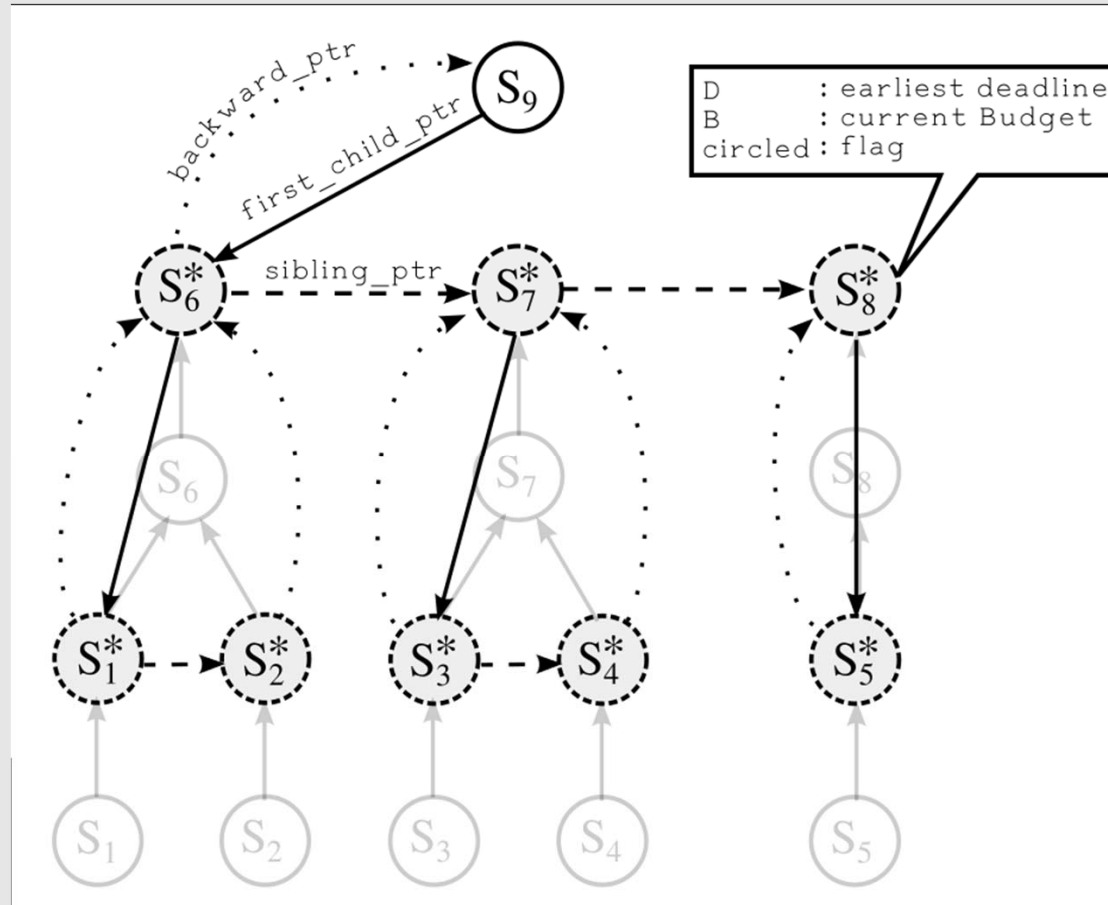 backward_ptr
S9
first_child_ptr
D : earliest deadline
B : current Budget
circled : flag
S*6
sibling_ptr
S*7
S*8
S6
S7
S8
S*1
S*2
S*3
S*4
S*5
S1
S2
S3
S4
S5